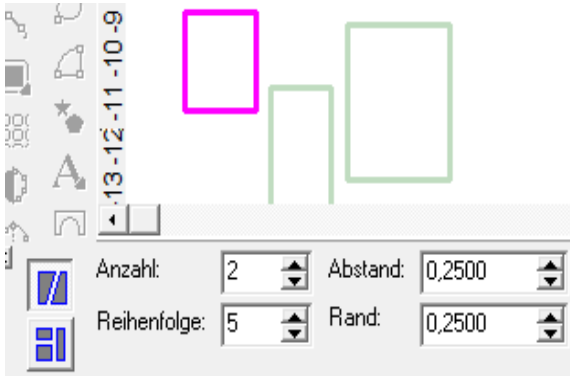 -13 -12 -11 -10 -9
A
Anzahl: 2 Abstand: 0,2500
Reihenfolge: 5 Rand: 0,2500